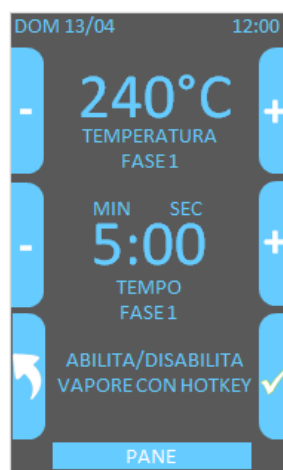 DOM 13/04 12:00
240°C
- +
TEMPERATURA
FASE 1
MIN SEC
5:00
- +
TEMPO
FASE 1
ABILITA/DISABILITA
VAPORE CON HOTKEY
PANE